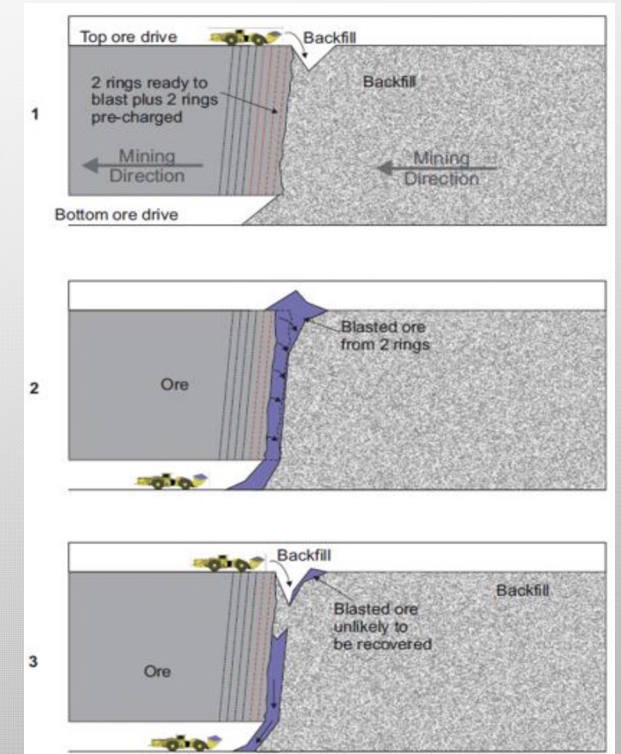 Top ore drive
Backfill
2 rings ready to
blast plus 2 rings
pre-charged
Backfill
1
Mining
Direction
Mining
Direction
Bottom ore drive
Blasted ore
from 2 rings
2
Ore
Backfill
Backfill
Blasted ore
unlikely to
be recovered
3
Ore